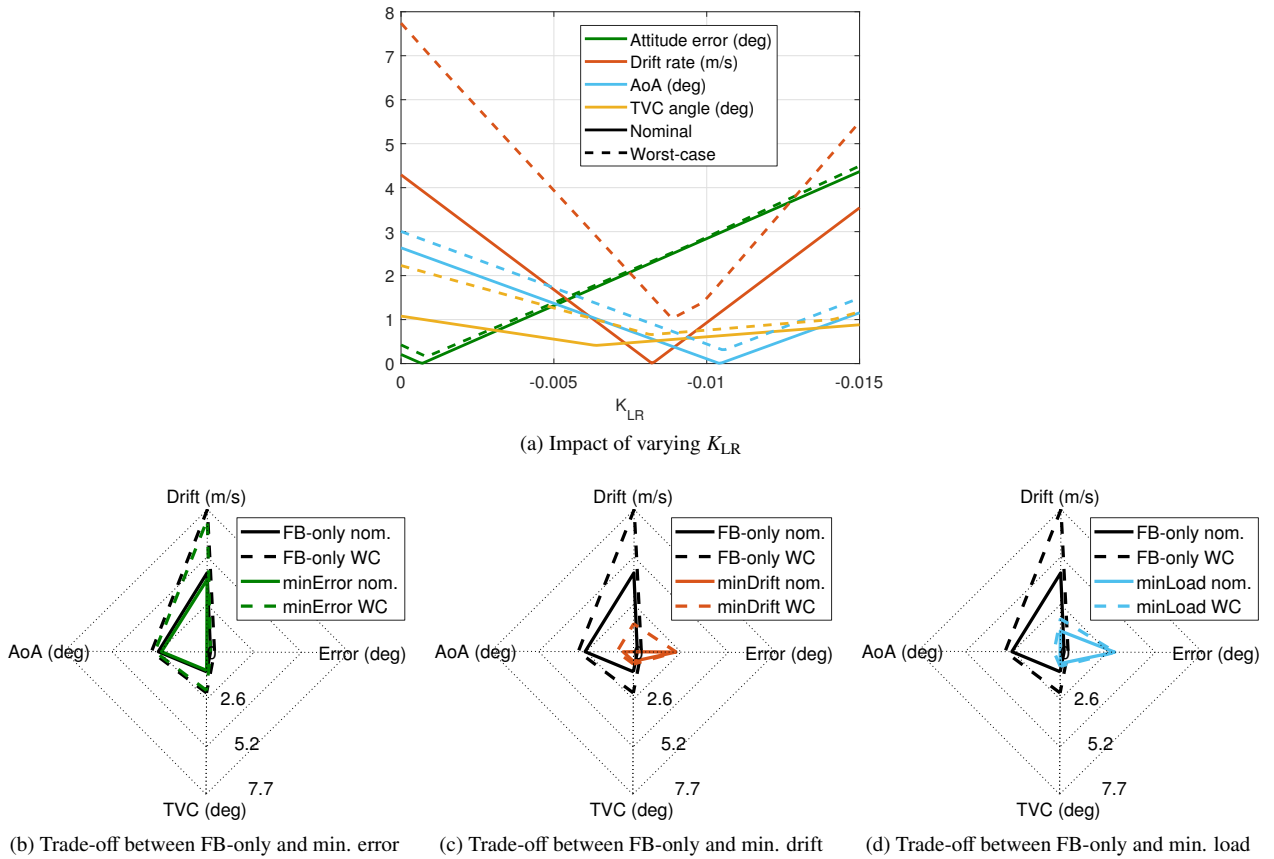 8
7
6
5
4
3
2
1
0
Attitude error (deg)
Drift rate (m/s)
AoA (deg)
TVC angle (deg)
Nominal
Worst-case
0
-0.005
-0.01
-0.015
K_LR
(a) Impact of varying K_LR
Drift (m/s)
FB-only nom.
FB-only WC
minError nom.
minError WC
AoA (deg)
Error (deg)
2.6
5.2
7.7
TVC (deg)
(b) Trade-off between FB-only and min. error
Drift (m/s)
FB-only nom.
FB-only WC
minDrift nom.
minDrift WC
AoA (deg)
Error (deg)
2.6
5.2
7.7
TVC (deg)
(c) Trade-off between FB-only and min. drift
Drift (m/s)
FB-only nom.
FB-only WC
minLoad nom.
minLoad WC
AoA (deg)
Error (deg)
2.6
5.2
7.7
TVC (deg)
(d) Trade-off between FB-only and min. load